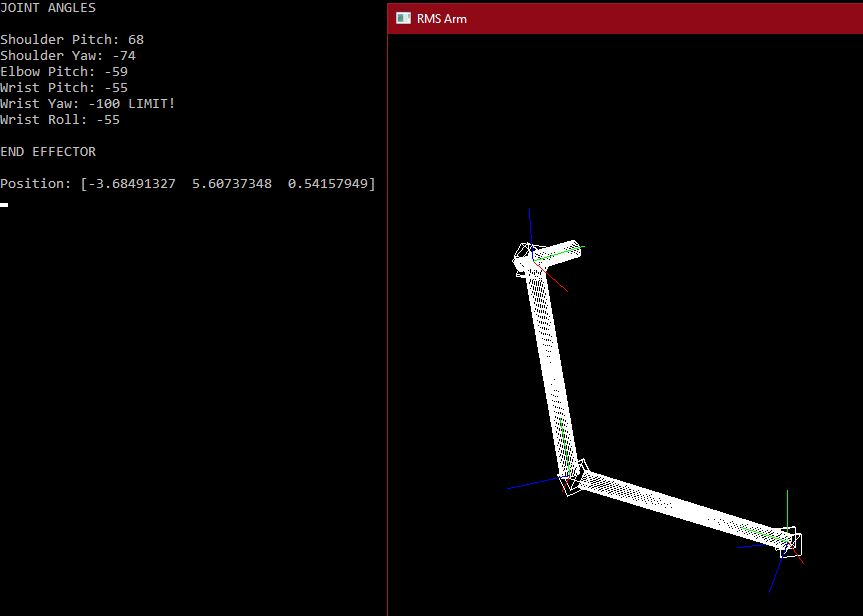 JOINT ANGLES
Shoulder Pitch: 68
Shoulder Yaw: -74
Elbow Pitch: -59
Wrist Pitch: -55
Wrist Yaw: -100 LIMIT!
Wrist Roll: -55
END EFFECTOR
Position: [-3.68491327  5.60737348  0.54157949]
RMS Arm